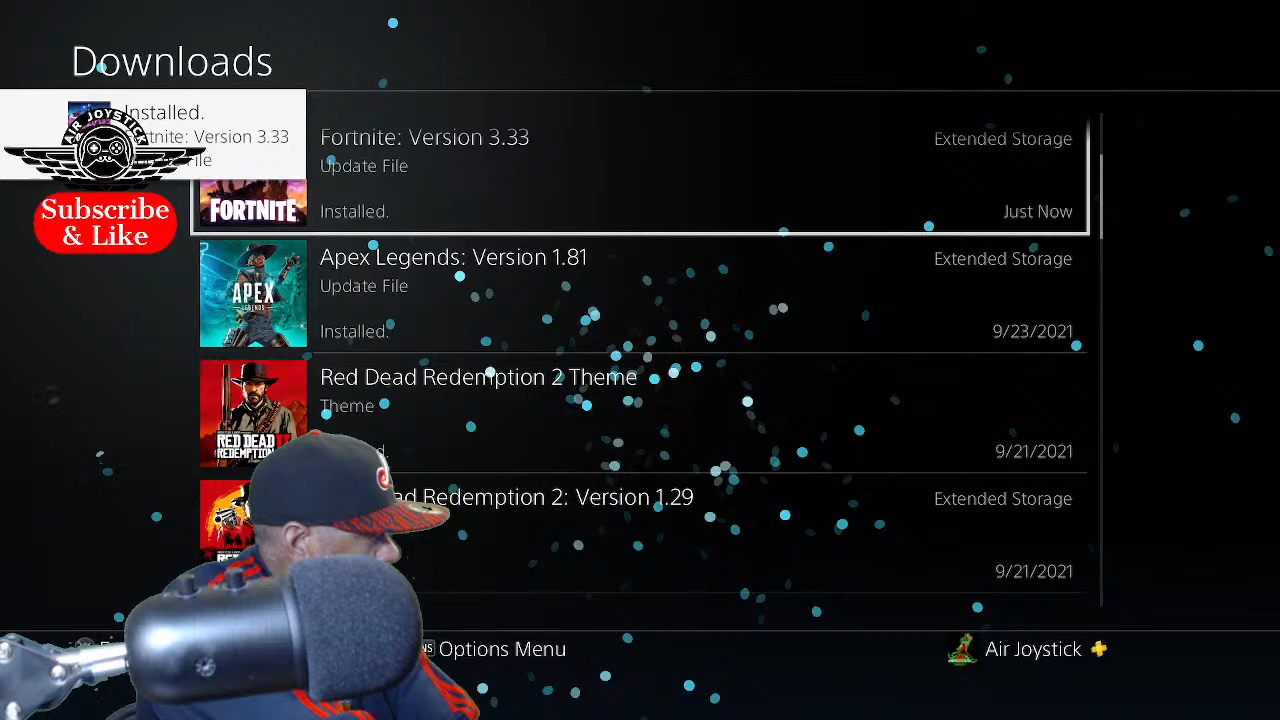 Downloads
Installed.
Fortnite: Version 3.33
File
AIR JOYSTICK
Subscribe
& Like
Fortnite: Version 3.33
Extended Storage
Update File
Installed.
Just Now
FORTNITE
Apex Legends: Version 1.81
Extended Storage
Update File
Installed.
9/23/2021
APEX
LEGENDS
Red Dead Redemption 2 Theme
Theme
9/21/2021
RED DEAD
REDEMPTION
Redemption 2: Version 1.29
Extended Storage
9/21/2021
Options Menu
Air Joystick